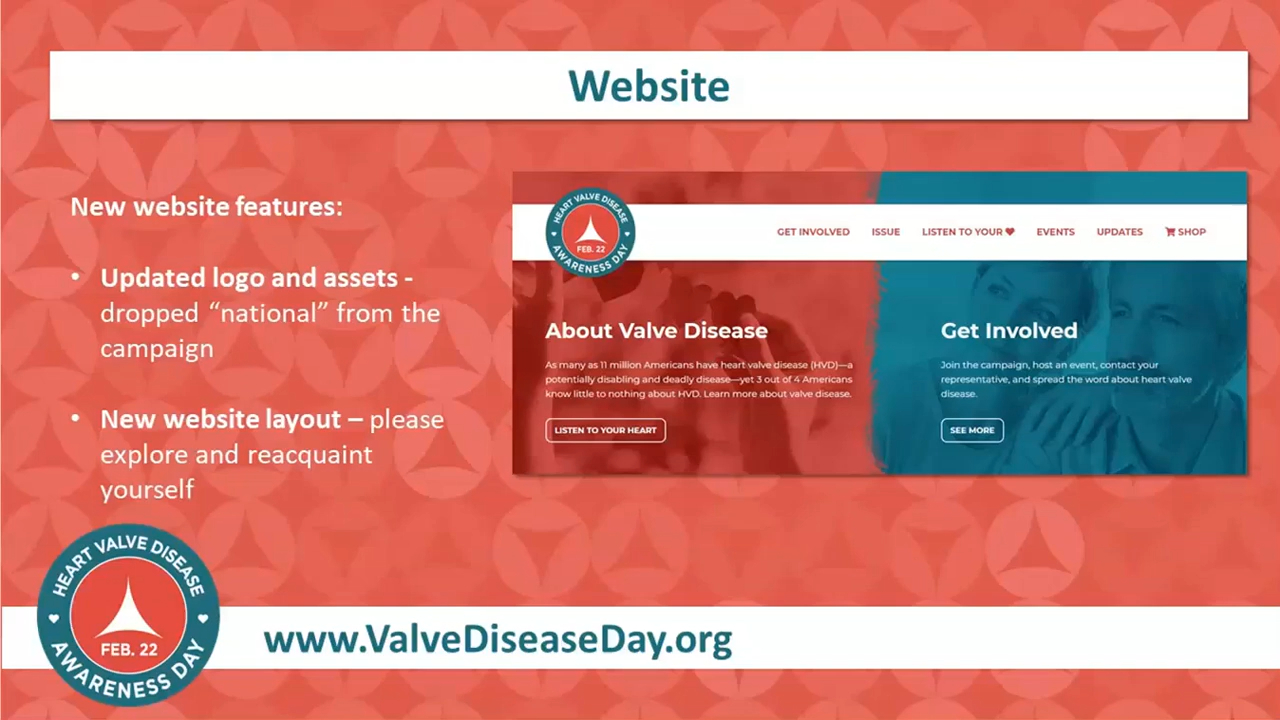 Website
New website features:
• Updated logo and assets -
dropped “national” from the
campaign
• New website layout – please
explore and reacquaint
yourself
HEART VALVE DISEASE
FEB. 22
AWARENESS DAY
GET INVOLVED ISSUE LISTEN TO YOUR EVENTS UPDATES SHOP
About Valve Disease
As many as 11 million Americans have heart valve disease (HVD)—a
potentially disabling and deadly disease—yet 3 out of 4 Americans
know little to nothing about HVD. Learn more about valve disease.
LISTEN TO YOUR HEART
Get Involved
Join the campaign, host an event, contact your
representative, and spread the word about heart valve
disease.
SEE MORE
HEART VALVE DISEASE
FEB. 22
AWARENESS DAY
www.ValveDiseaseDay.org